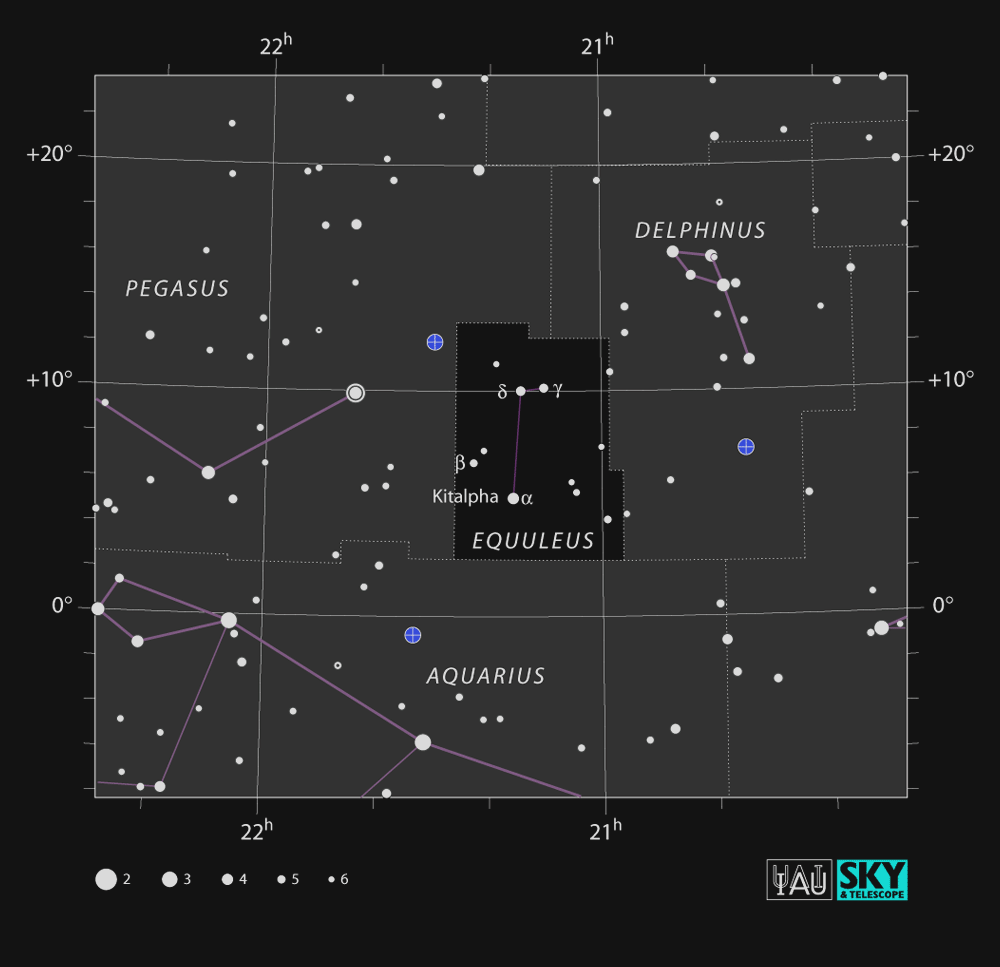 22h 21h
+20° +20°
DELPHINUS
PEGASUS
+10° +10°
δ γ
β
Kitalpha α
EQUULEUS
0° 0°
AQUARIUS
22h 21h
2 3 4 5 6
IAU SKY
& TELESCOPE